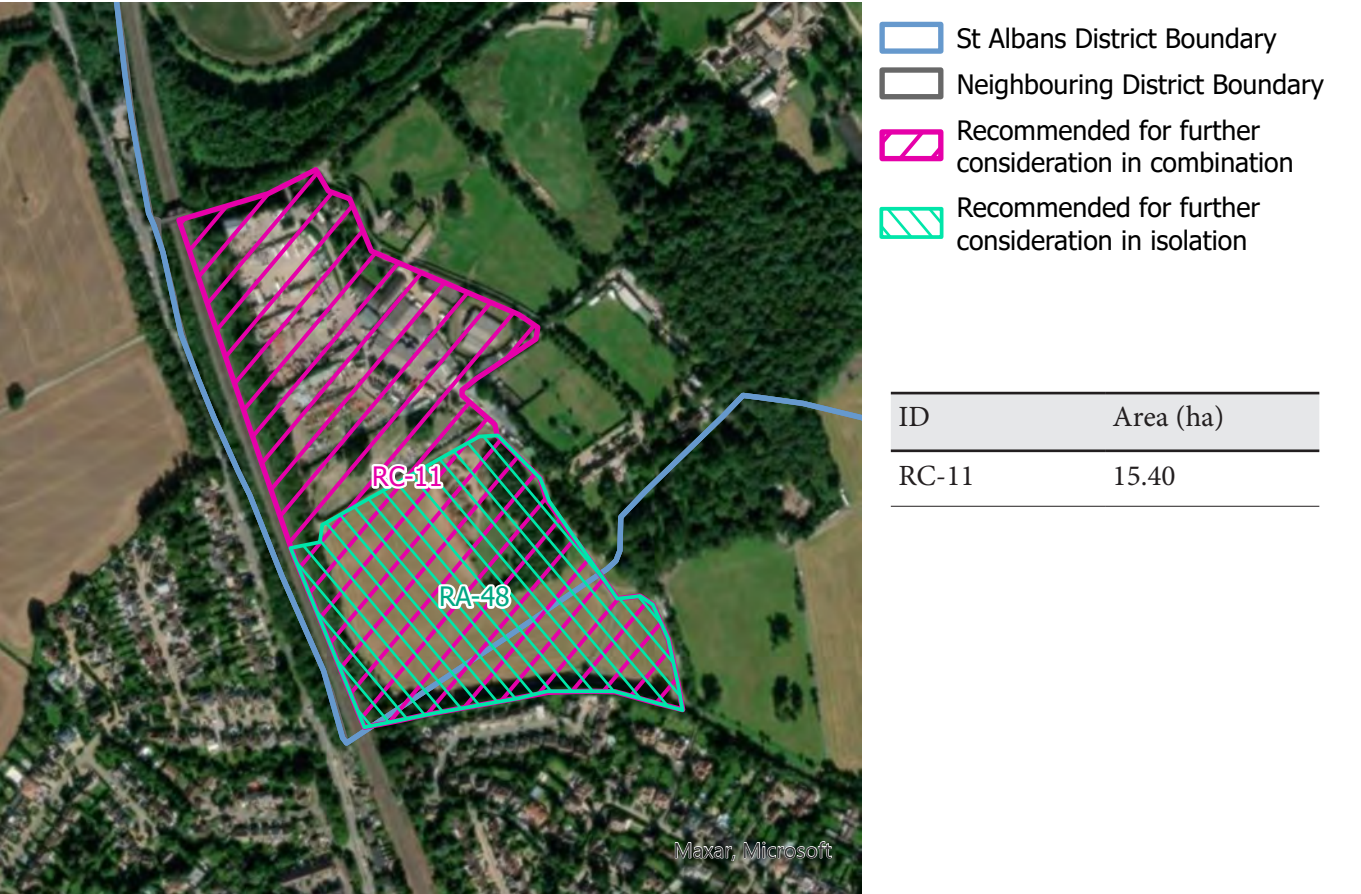 St Albans District Boundary
Neighbouring District Boundary
Recommended for further
consideration in combination
Recommended for further
consideration in isolation
ID Area (ha)
RC-11 15.40
RC-11
RA-48
Maxar, Microsoft